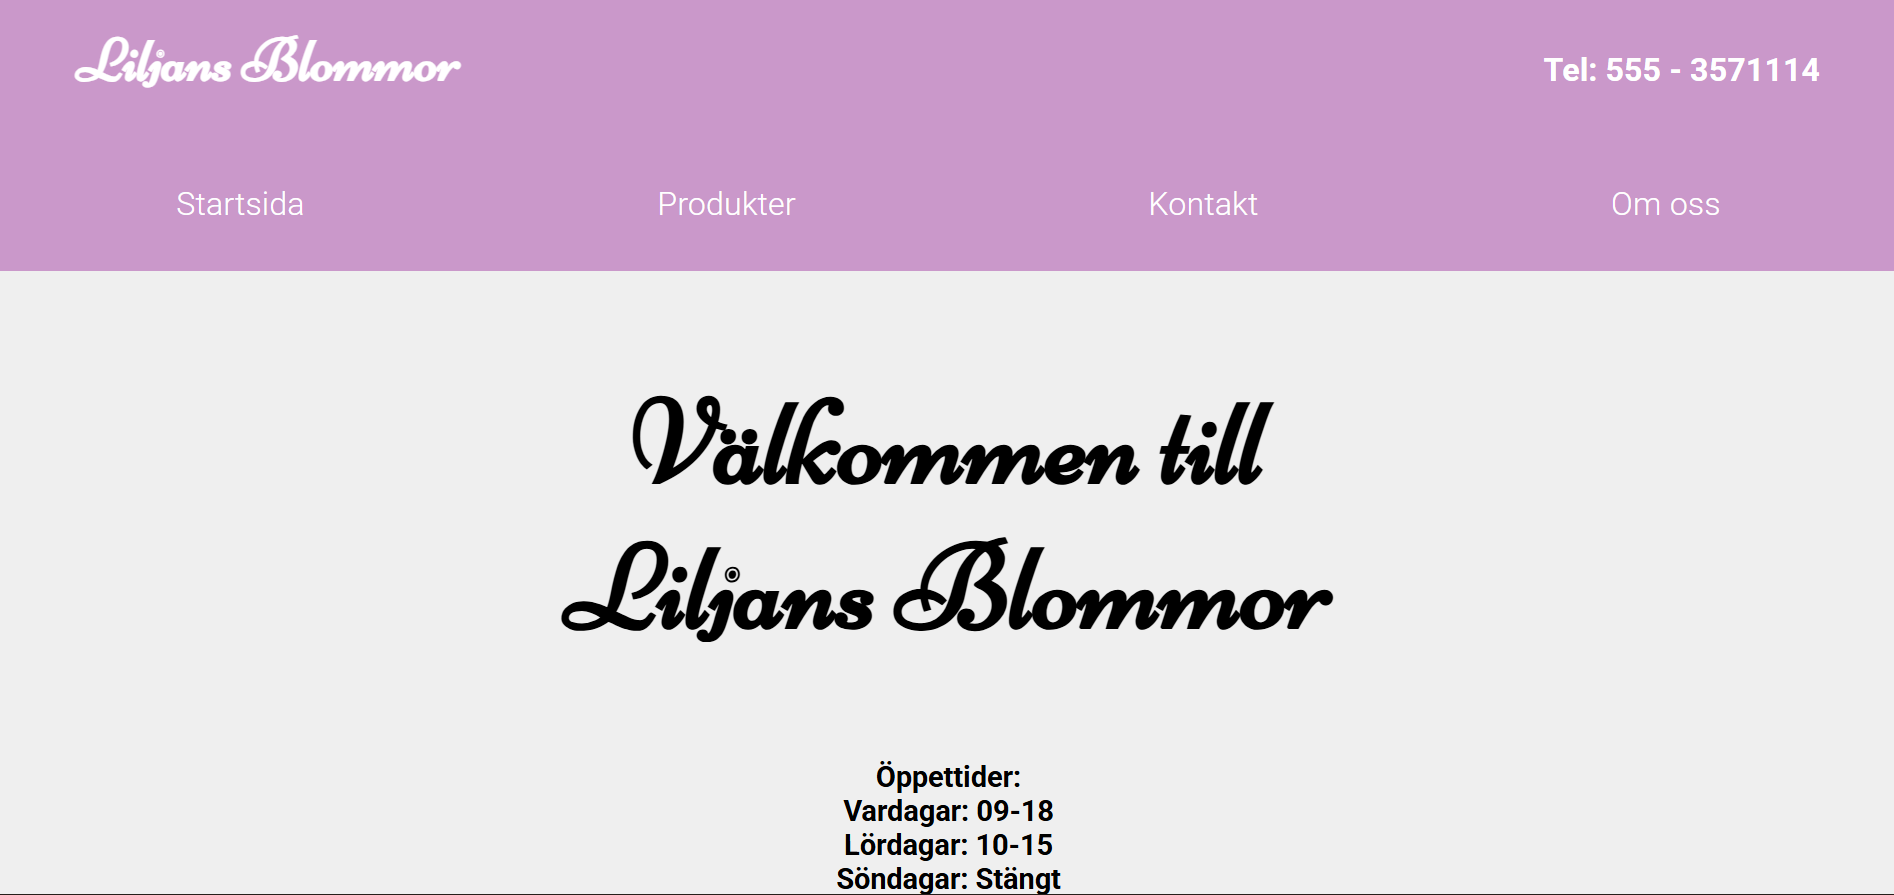 Liljans Blommor
Tel: 555 - 3571114
Startsida
Produkter
Kontakt
Om oss
Välkommen till
Liljans Blommor
Öppettider:
Vardagar: 09-18
Lördagar: 10-15
Söndagar: Stängt